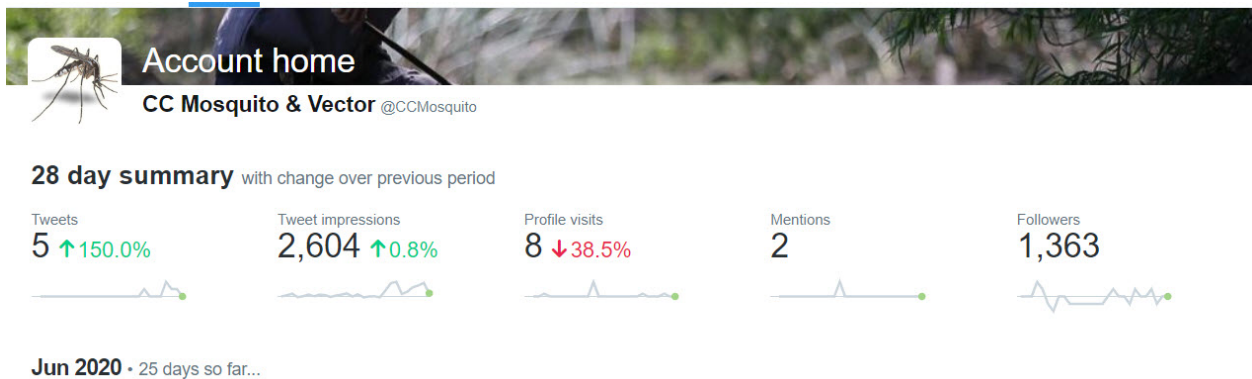 Account home
CC Mosquito & Vector @CCMosquito
28 day summary with change over previous period
Tweets
5 ↑150.0%
Tweet impressions
2,604 ↑0.8%
Profile visits
8 ↓38.5%
Mentions
2
Followers
1,363
Jun 2020 • 25 days so far...